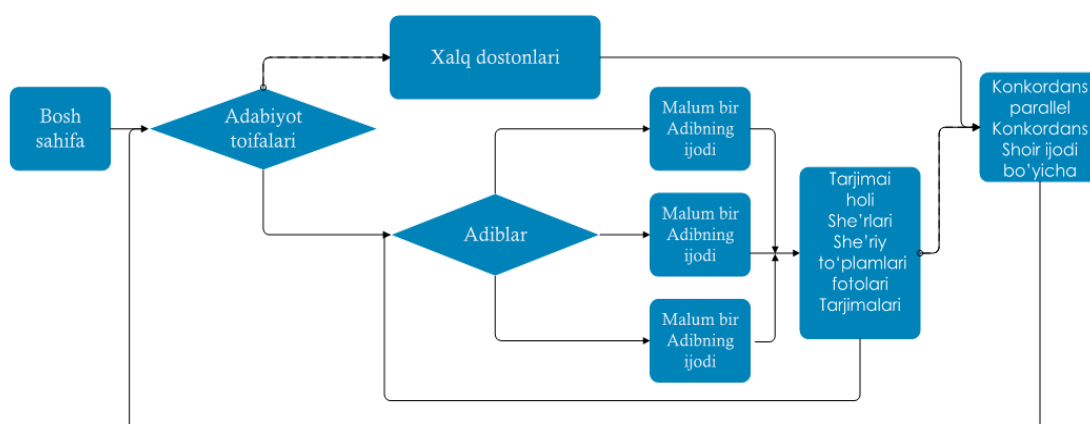 Xalq dostonlari
Bosh
sahifa
Adabiyot
toifalari
Malum bir
Adibning
ijodi
Konkordans
parallel
Konkordans
Shoir ijodi
bo’yicha
Adiblar
Malum bir
Adibning
ijodi
Tarjimai
holi
She’rlari
She’riy
to‘plamlari
fotolari
Tarjimalari
Malum bir
Adibning
ijodi